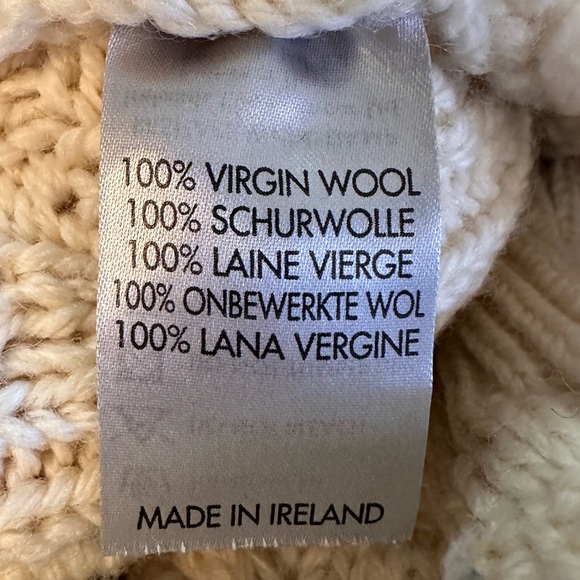 100% VIRGIN WOOL
100% SCHURWOLLE
100% LAINE VIERGE
100% ONBEWERKTE WOL
100% LANA VERGINE
MADE IN IRELAND